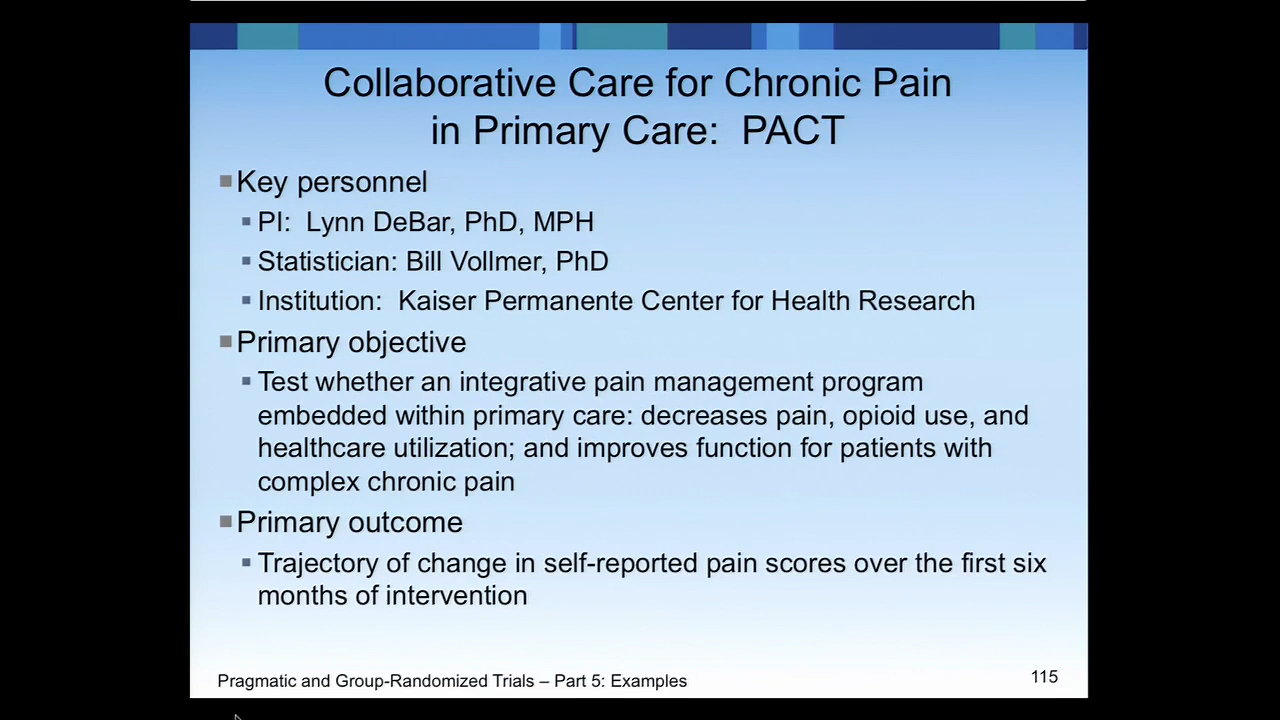 Collaborative Care for Chronic Pain
in Primary Care: PACT
Key personnel
PI: Lynn DeBar, PhD, MPH
Statistician: Bill Vollmer, PhD
Institution: Kaiser Permanente Center for Health Research
Primary objective
Test whether an integrative pain management program
embedded within primary care: decreases pain, opioid use, and
healthcare utilization; and improves function for patients with
complex chronic pain
Primary outcome
Trajectory of change in self-reported pain scores over the first six
months of intervention
Pragmatic and Group-Randomized Trials – Part 5: Examples
115